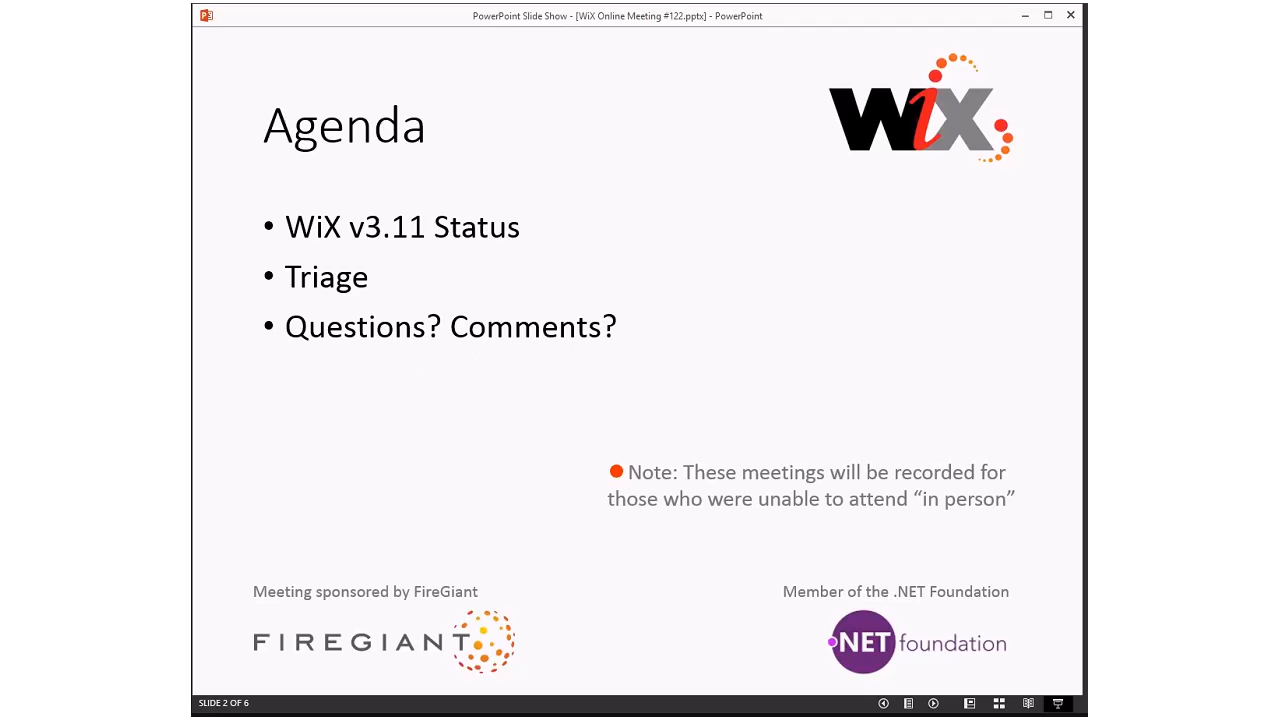 PowerPoint Slide Show - [WiX Online Meeting #122.pptx] - PowerPoint
WiX
Agenda
• WiX v3.11 Status
• Triage
• Questions? Comments?
Note: These meetings will be recorded for
those who were unable to attend “in person”
Meeting sponsored by FireGiant
Member of the .NET Foundation
FIREGIANT
.NET foundation
SLIDE 2 OF 6